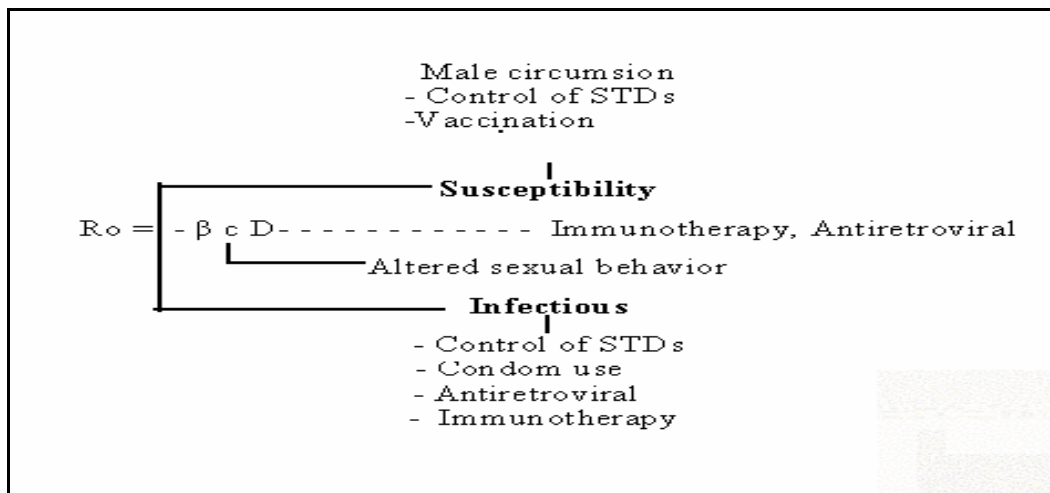 Male circumsion
- Control of STDs
-Vaccination
Susceptibility
Ro = - β c D- - - - - - - - - - - - - Immunotherapy, Antiretroviral
Altered sexual behavior
Infectious
- Control of STDs
- Condom use
- Antiretroviral
- Immunotherapy